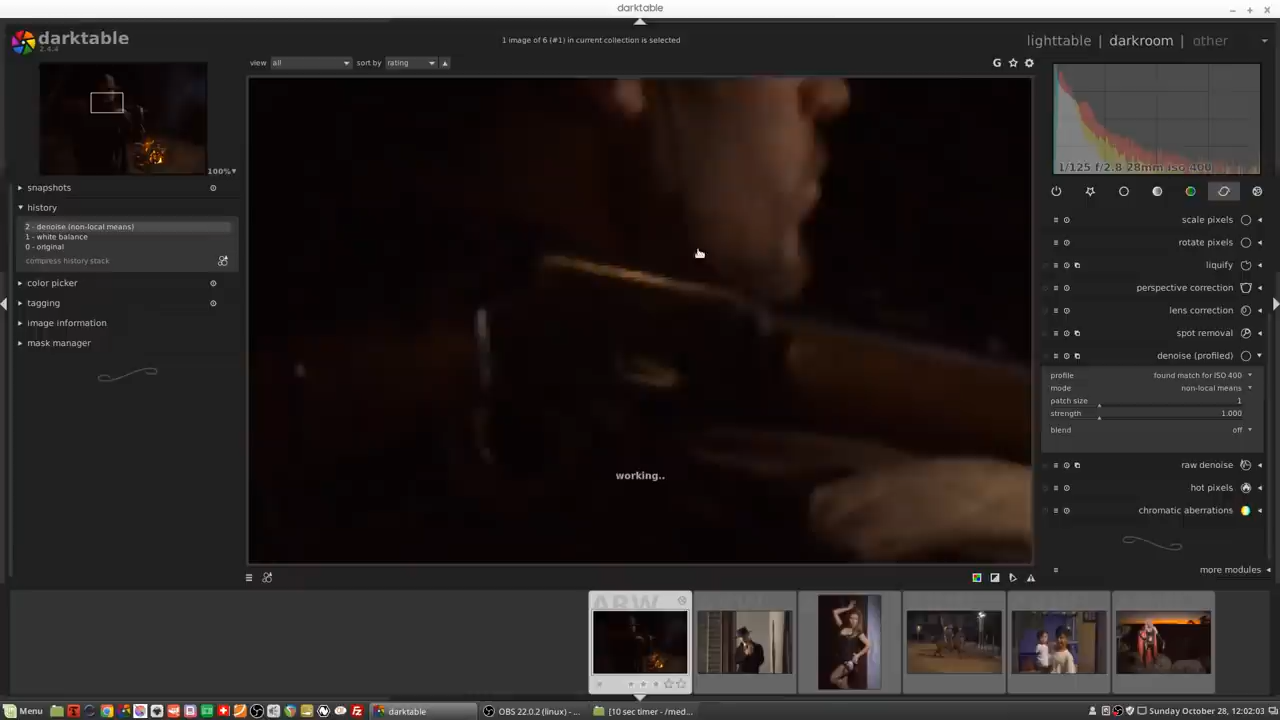 darktable
darktable
2.4.4
1 image of 6 (#1) in current collection is selected
lighttable | darkroom | other
view all sort by rating
G
100%
1/125 f/2.8 28mm iso 400
snapshots
history
2 - denoise (non-local means)
1 - white balance
0 - original
compress history stack
color picker
tagging
image information
mask manager
scale pixels
rotate pixels
liquify
perspective correction
lens correction
spot removal
denoise (profiled)
profile found match for ISO 400
mode non-local means
patch size 1
strength 1.000
blend off
raw denoise
hot pixels
chromatic aberrations
more modules
working..
ARW
Menu
darktable
OBS 22.0.2 (linux) - ...
[10 sec timer - /med...
Sunday October 28, 12:02:03